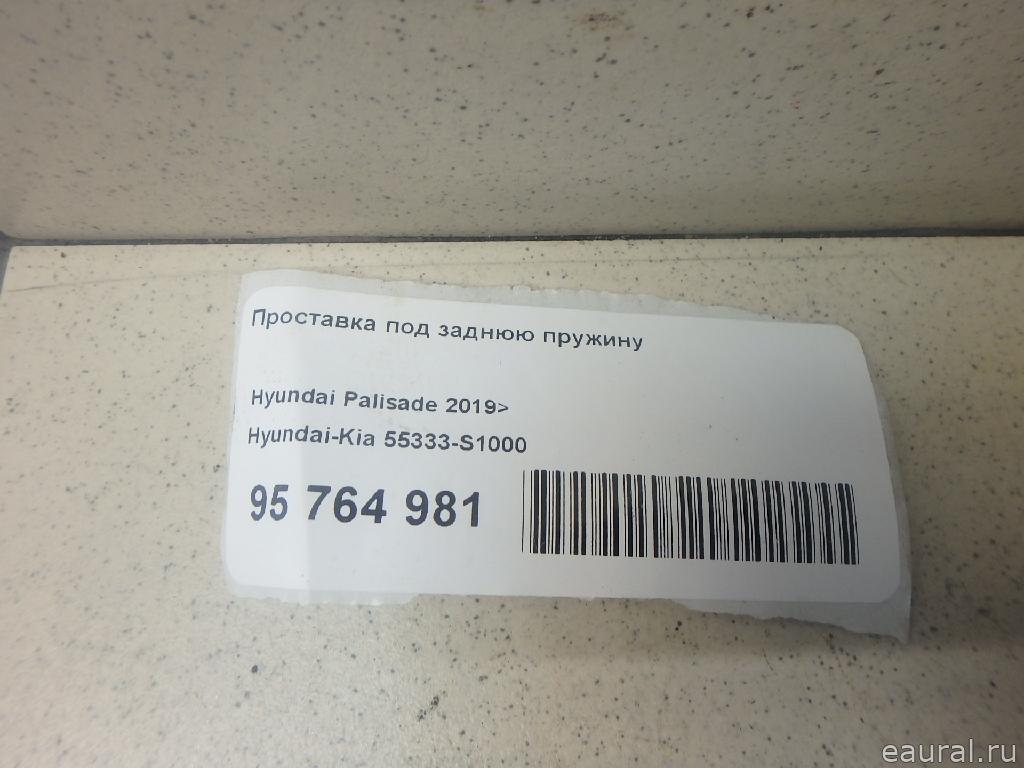 Проставка под заднюю пружину
Hyundai Palisade 2019>
Hyundai-Kia 55333-S1000
95 764 981
eaural.ru